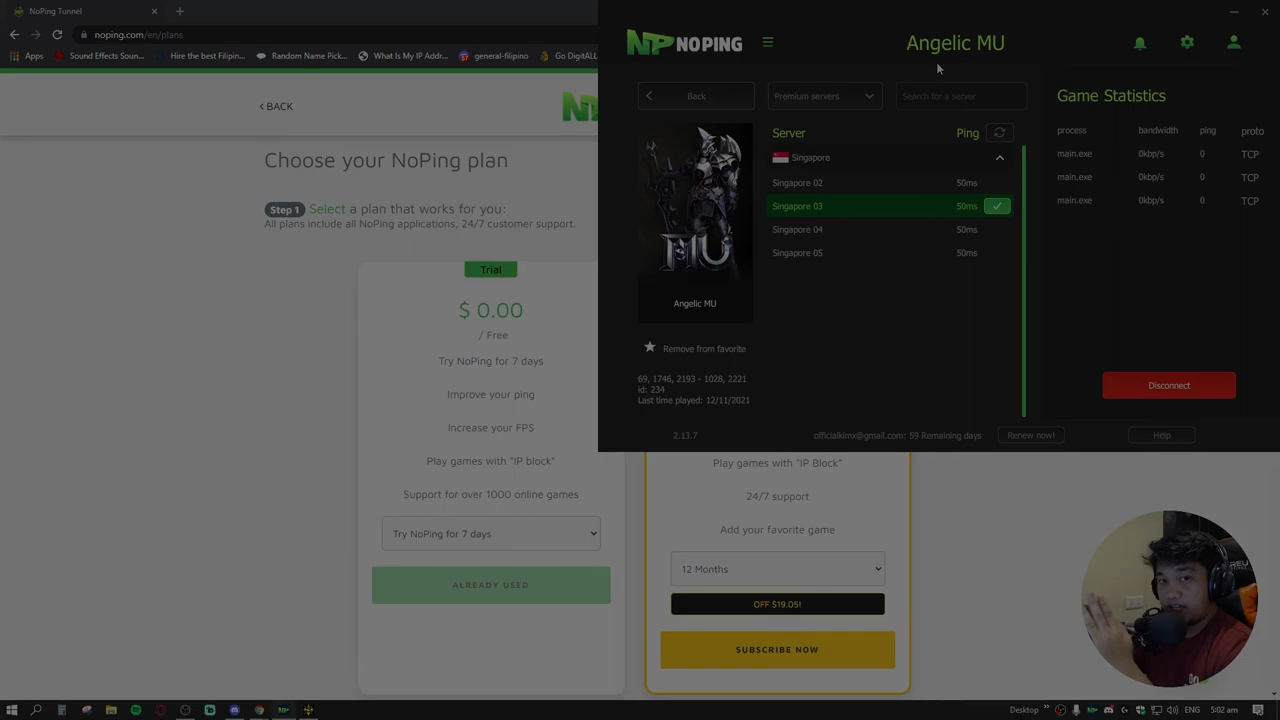 NoPing Tunnel
noping.com/en/plans
Apps
Sound Effects Soun...
Hire the best Filipino...
Random Name Pick...
What Is My IP Addr...
general-filipino
Go DigitALL
BACK
Choose your NoPing plan
Step 1 Select a plan that works for you:
All plans include all NoPing applications, 24/7 customer support.
Trial
$ 0.00
/ Free
Try NoPing for 7 days
Improve your ping
Increase your FPS
Play games with "IP block"
Support for over 1000 online games
Try NoPing for 7 days
ALREADY USED
Play games with "IP Block"
24/7 support
Add your favorite game
12 Months
OFF $19.05!
SUBSCRIBE NOW
NP NOPING
Angelic MU
Back
Premium servers
Search for a server
Server Ping
Singapore
Singapore 02 50ms
Singapore 03 50ms
Singapore 04 50ms
Singapore 05 50ms
MU
Angelic MU
Remove from favorite
69, 1746, 2193 - 1028, 2221
id: 234
Last time played: 12/11/2021
Game Statistics
process bandwidth ping proto
main.exe 0kbp/s 0 TCP
main.exe 0kbp/s 0 TCP
main.exe 0kbp/s 0 TCP
Disconnect
2.13.7
officialkimx@gmail.com: 59 Remaining days
Renew now!
Help
Desktop
ENG
5:02 am